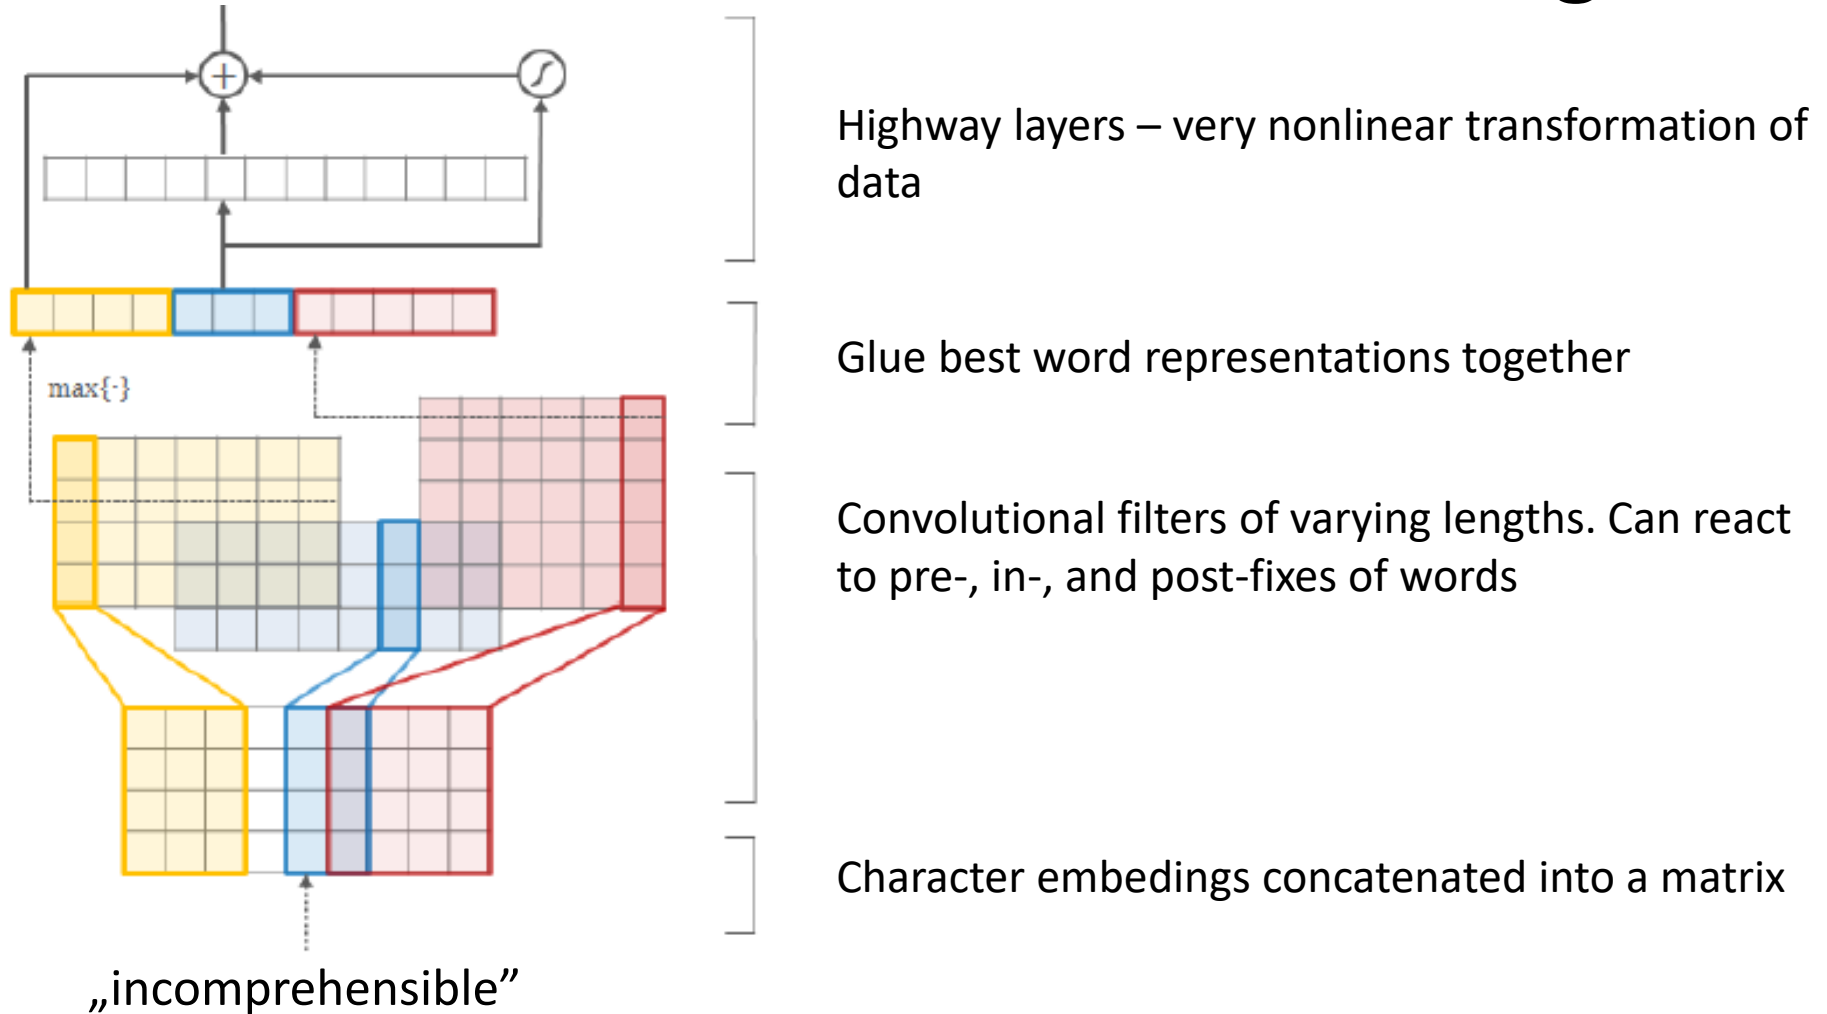 Highway layers – very nonlinear transformation of
data
Glue best word representations together
max{·}
Convolutional filters of varying lengths. Can react
to pre-, in-, and post-fixes of words
Character embedings concatenated into a matrix
„incomprehensible”